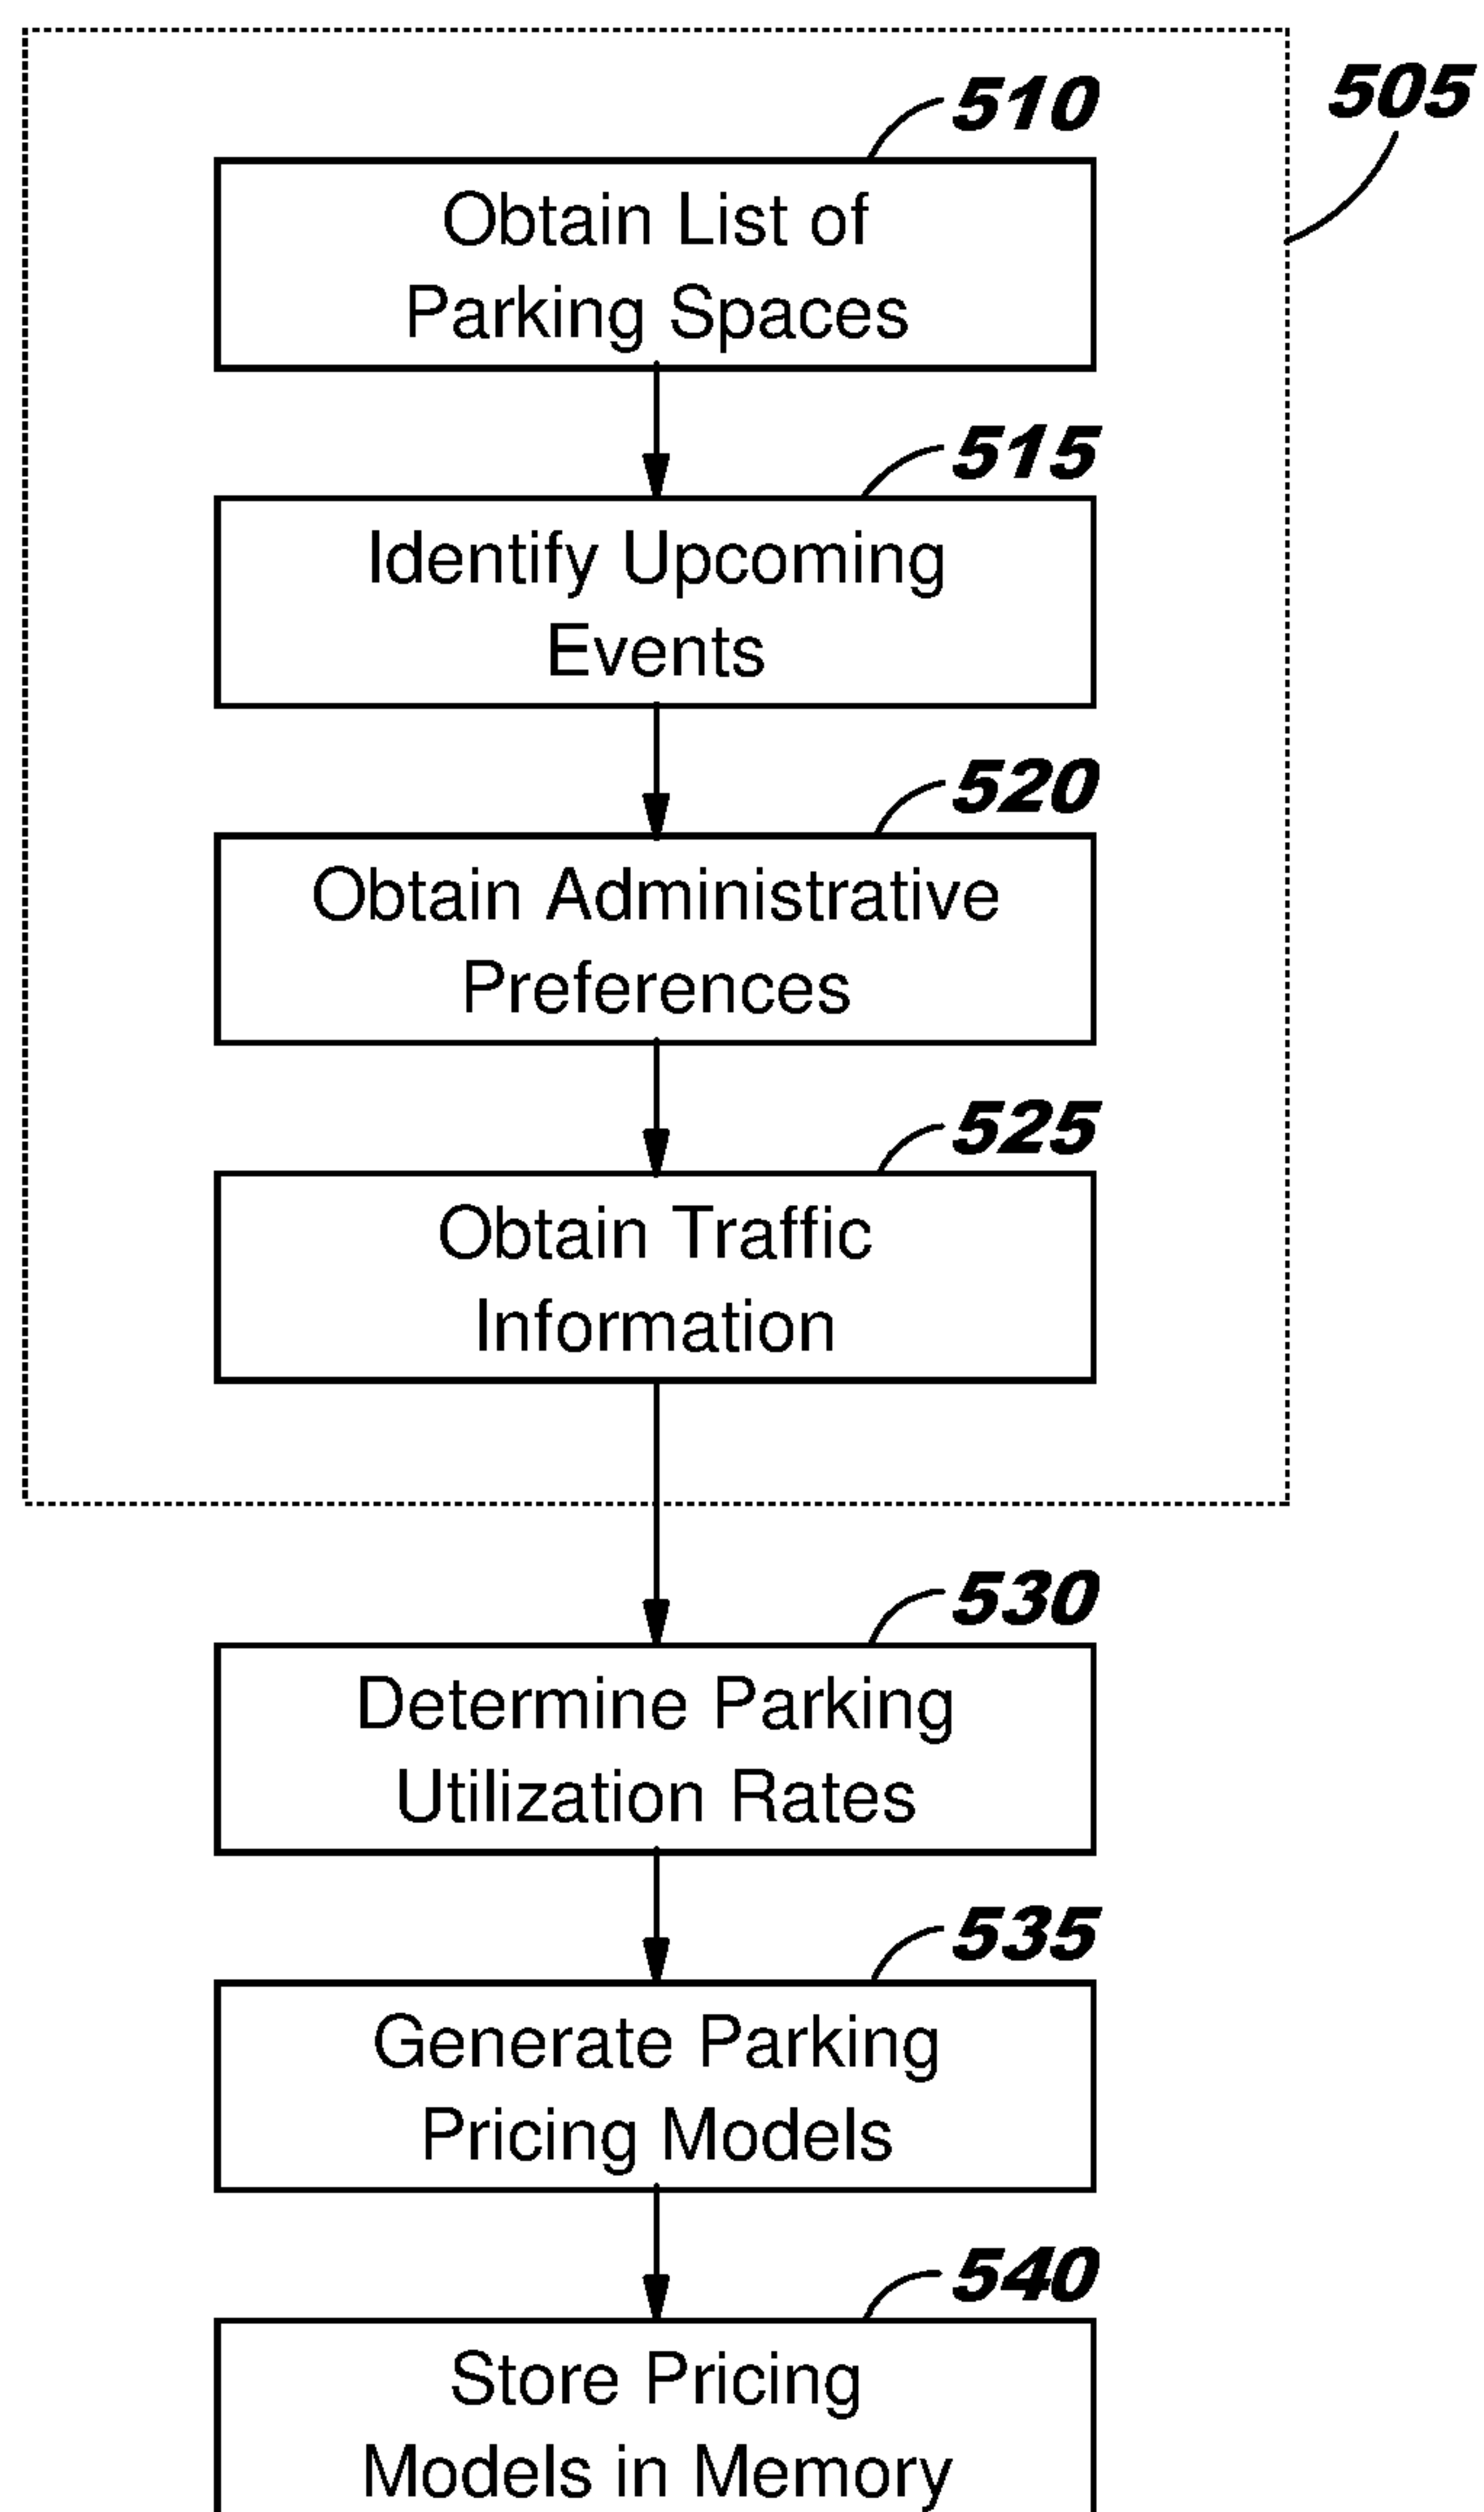 510
505
Obtain List of
Parking Spaces
515
Identify Upcoming
Events
520
Obtain Administrative
Preferences
525
Obtain Traffic
Information
530
Determine Parking
Utilization Rates
535
Generate Parking
Pricing Models
540
Store Pricing
Models in Memory